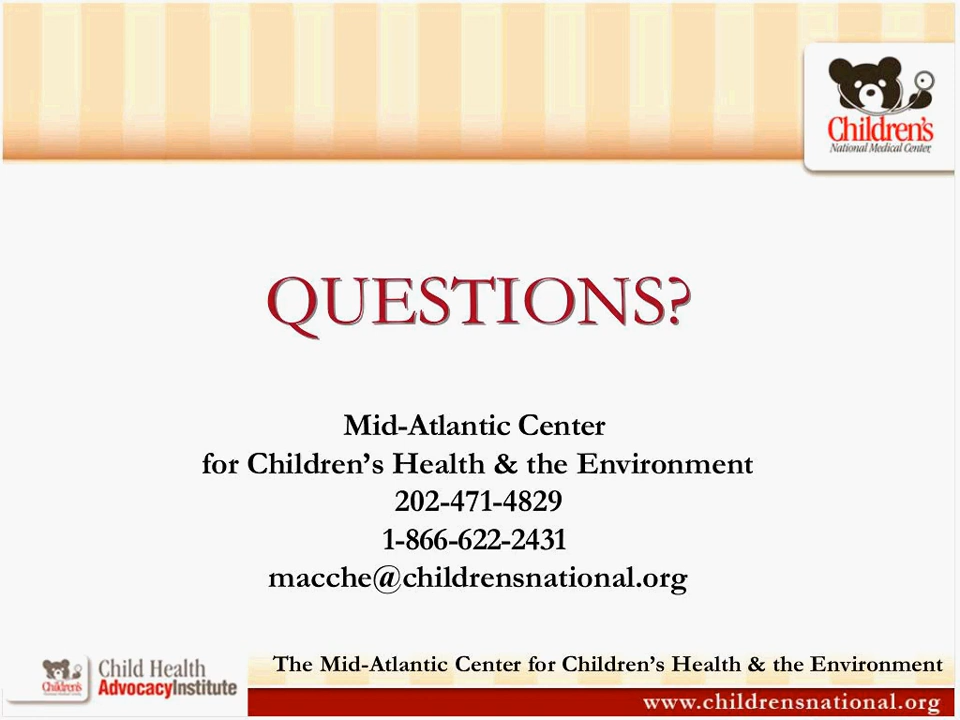 Children's
National Medical Center
QUESTIONS?
Mid-Atlantic Center
for Children’s Health & the Environment
202-471-4829
1-866-622-2431
macche@childrensnational.org
The Mid-Atlantic Center for Children’s Health & the Environment
Children's
Child Health
AdvocacyInstitute
www.childrensnational.org